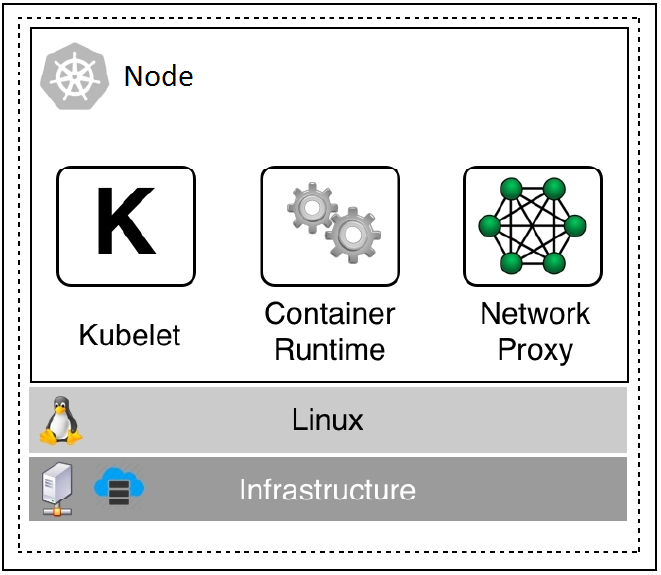 Node
K
Kubelet
Container
Runtime
Network
Proxy
Linux
Infrastructure